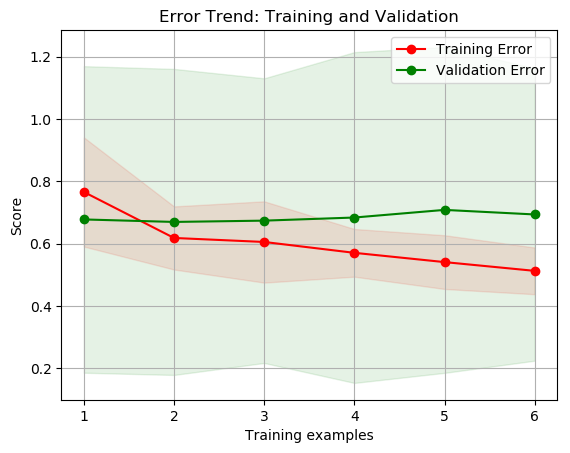 Error Trend: Training and Validation
Training Error
Validation Error
Score
1.2
1.0
0.8
0.6
0.4
0.2
1 2 3 4 5 6
Training examples